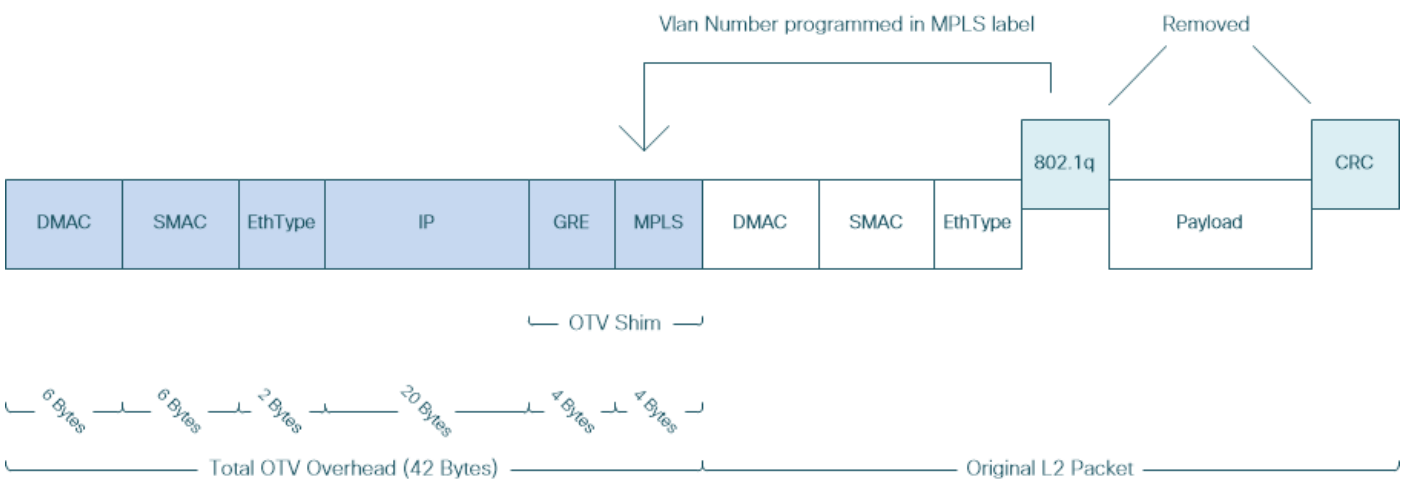 Vlan Number programmed in MPLS label
Removed
802.1q
CRC
DMAC
SMAC
EthType
IP
GRE
MPLS
DMAC
SMAC
EthType
Payload
OTV Shim
6 Bytes
6 Bytes
2 Bytes
20 Bytes
4 Bytes
4 Bytes
Total OTV Overhead (42 Bytes)
Original L2 Packet